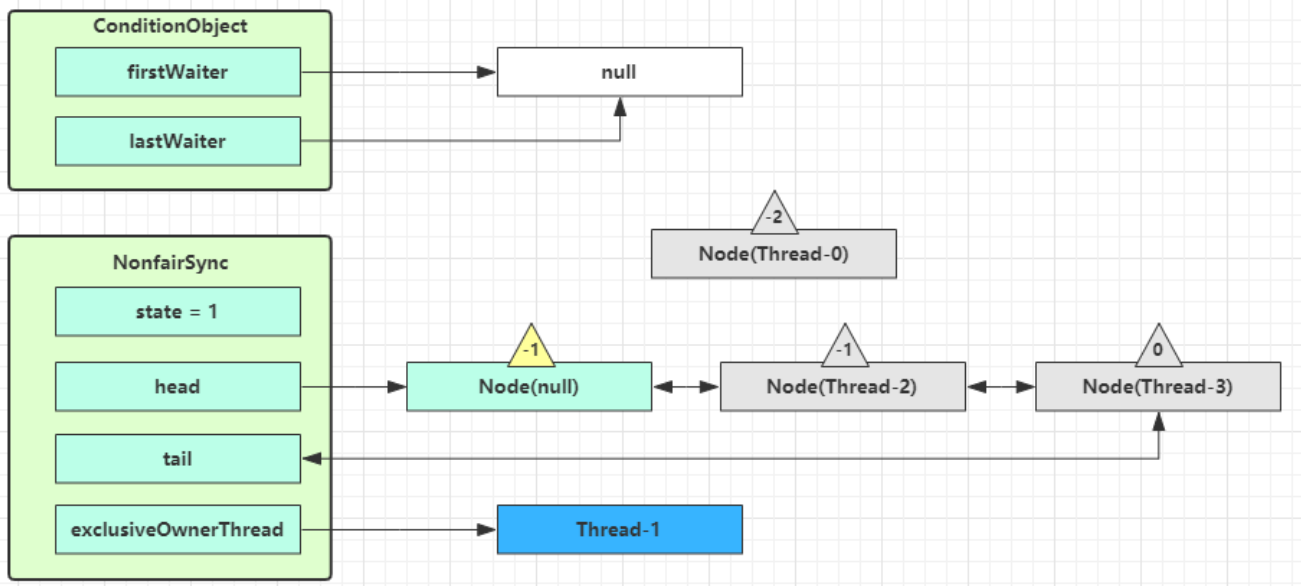 ConditionObject
firstWaiter
null
lastWaiter
-2
Node(Thread-0)
NonfairSync
state = 1
-1
-1
0
head
Node(null)
Node(Thread-2)
Node(Thread-3)
tail
exclusiveOwnerThread
Thread-1